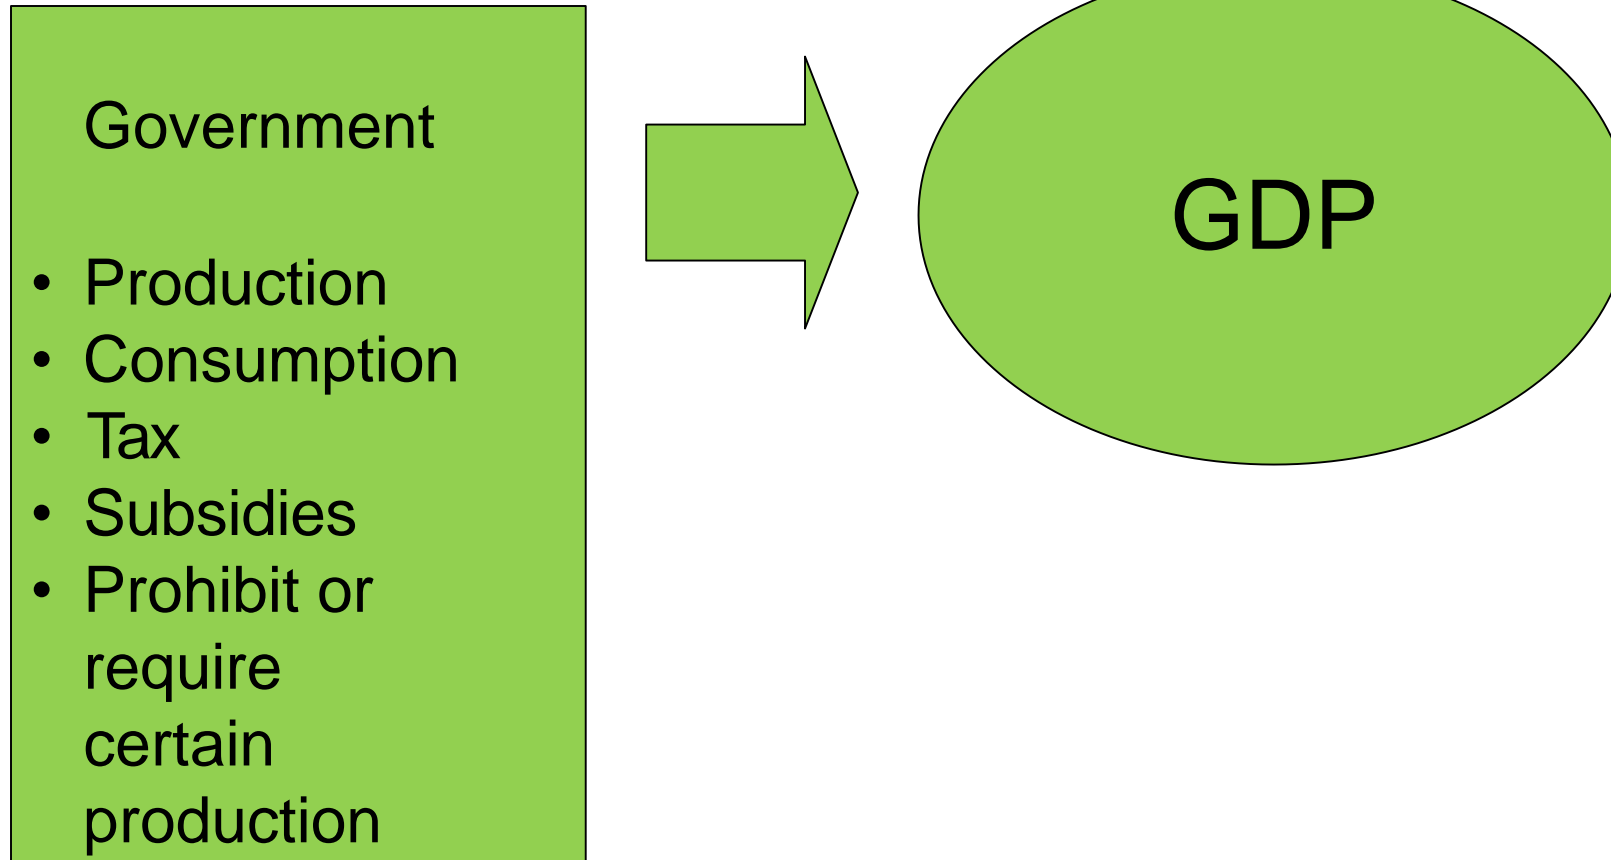 Government
• Production
• Consumption
• Tax
• Subsidies
• Prohibit or
require
certain
production
GDP